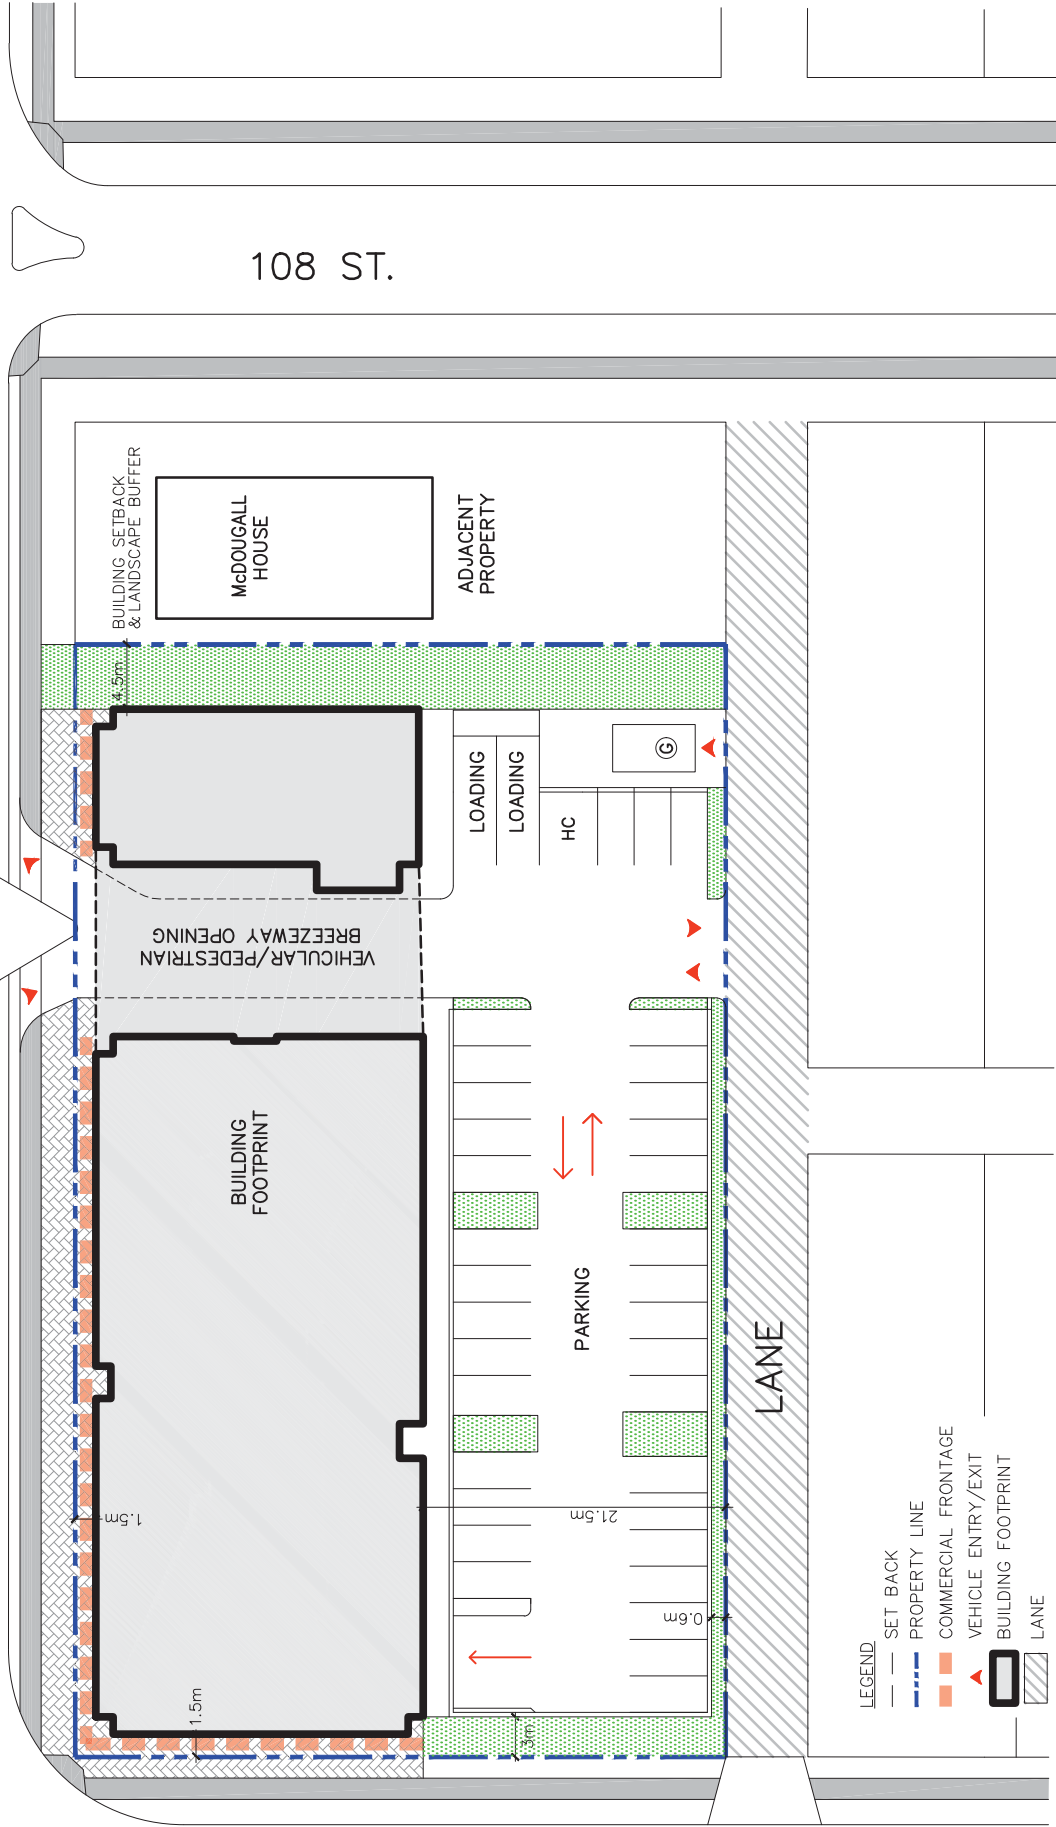 108 ST.
BUILDING SETBACK
& LANDSCAPE BUFFER
McDOUGALL
HOUSE
ADJACENT
PROPERTY
4.5m
LOADING
LOADING
G
HC
VEHICULAR/PEDESTRIAN
BREEZEWAY OPENING
BUILDING
FOOTPRINT
PARKING
LANE
1.5m
21.5m
0.6m
1.5m
3m
LEGEND
SET BACK
PROPERTY LINE
COMMERCIAL FRONTAGE
VEHICLE ENTRY/EXIT
BUILDING FOOTPRINT
LANE